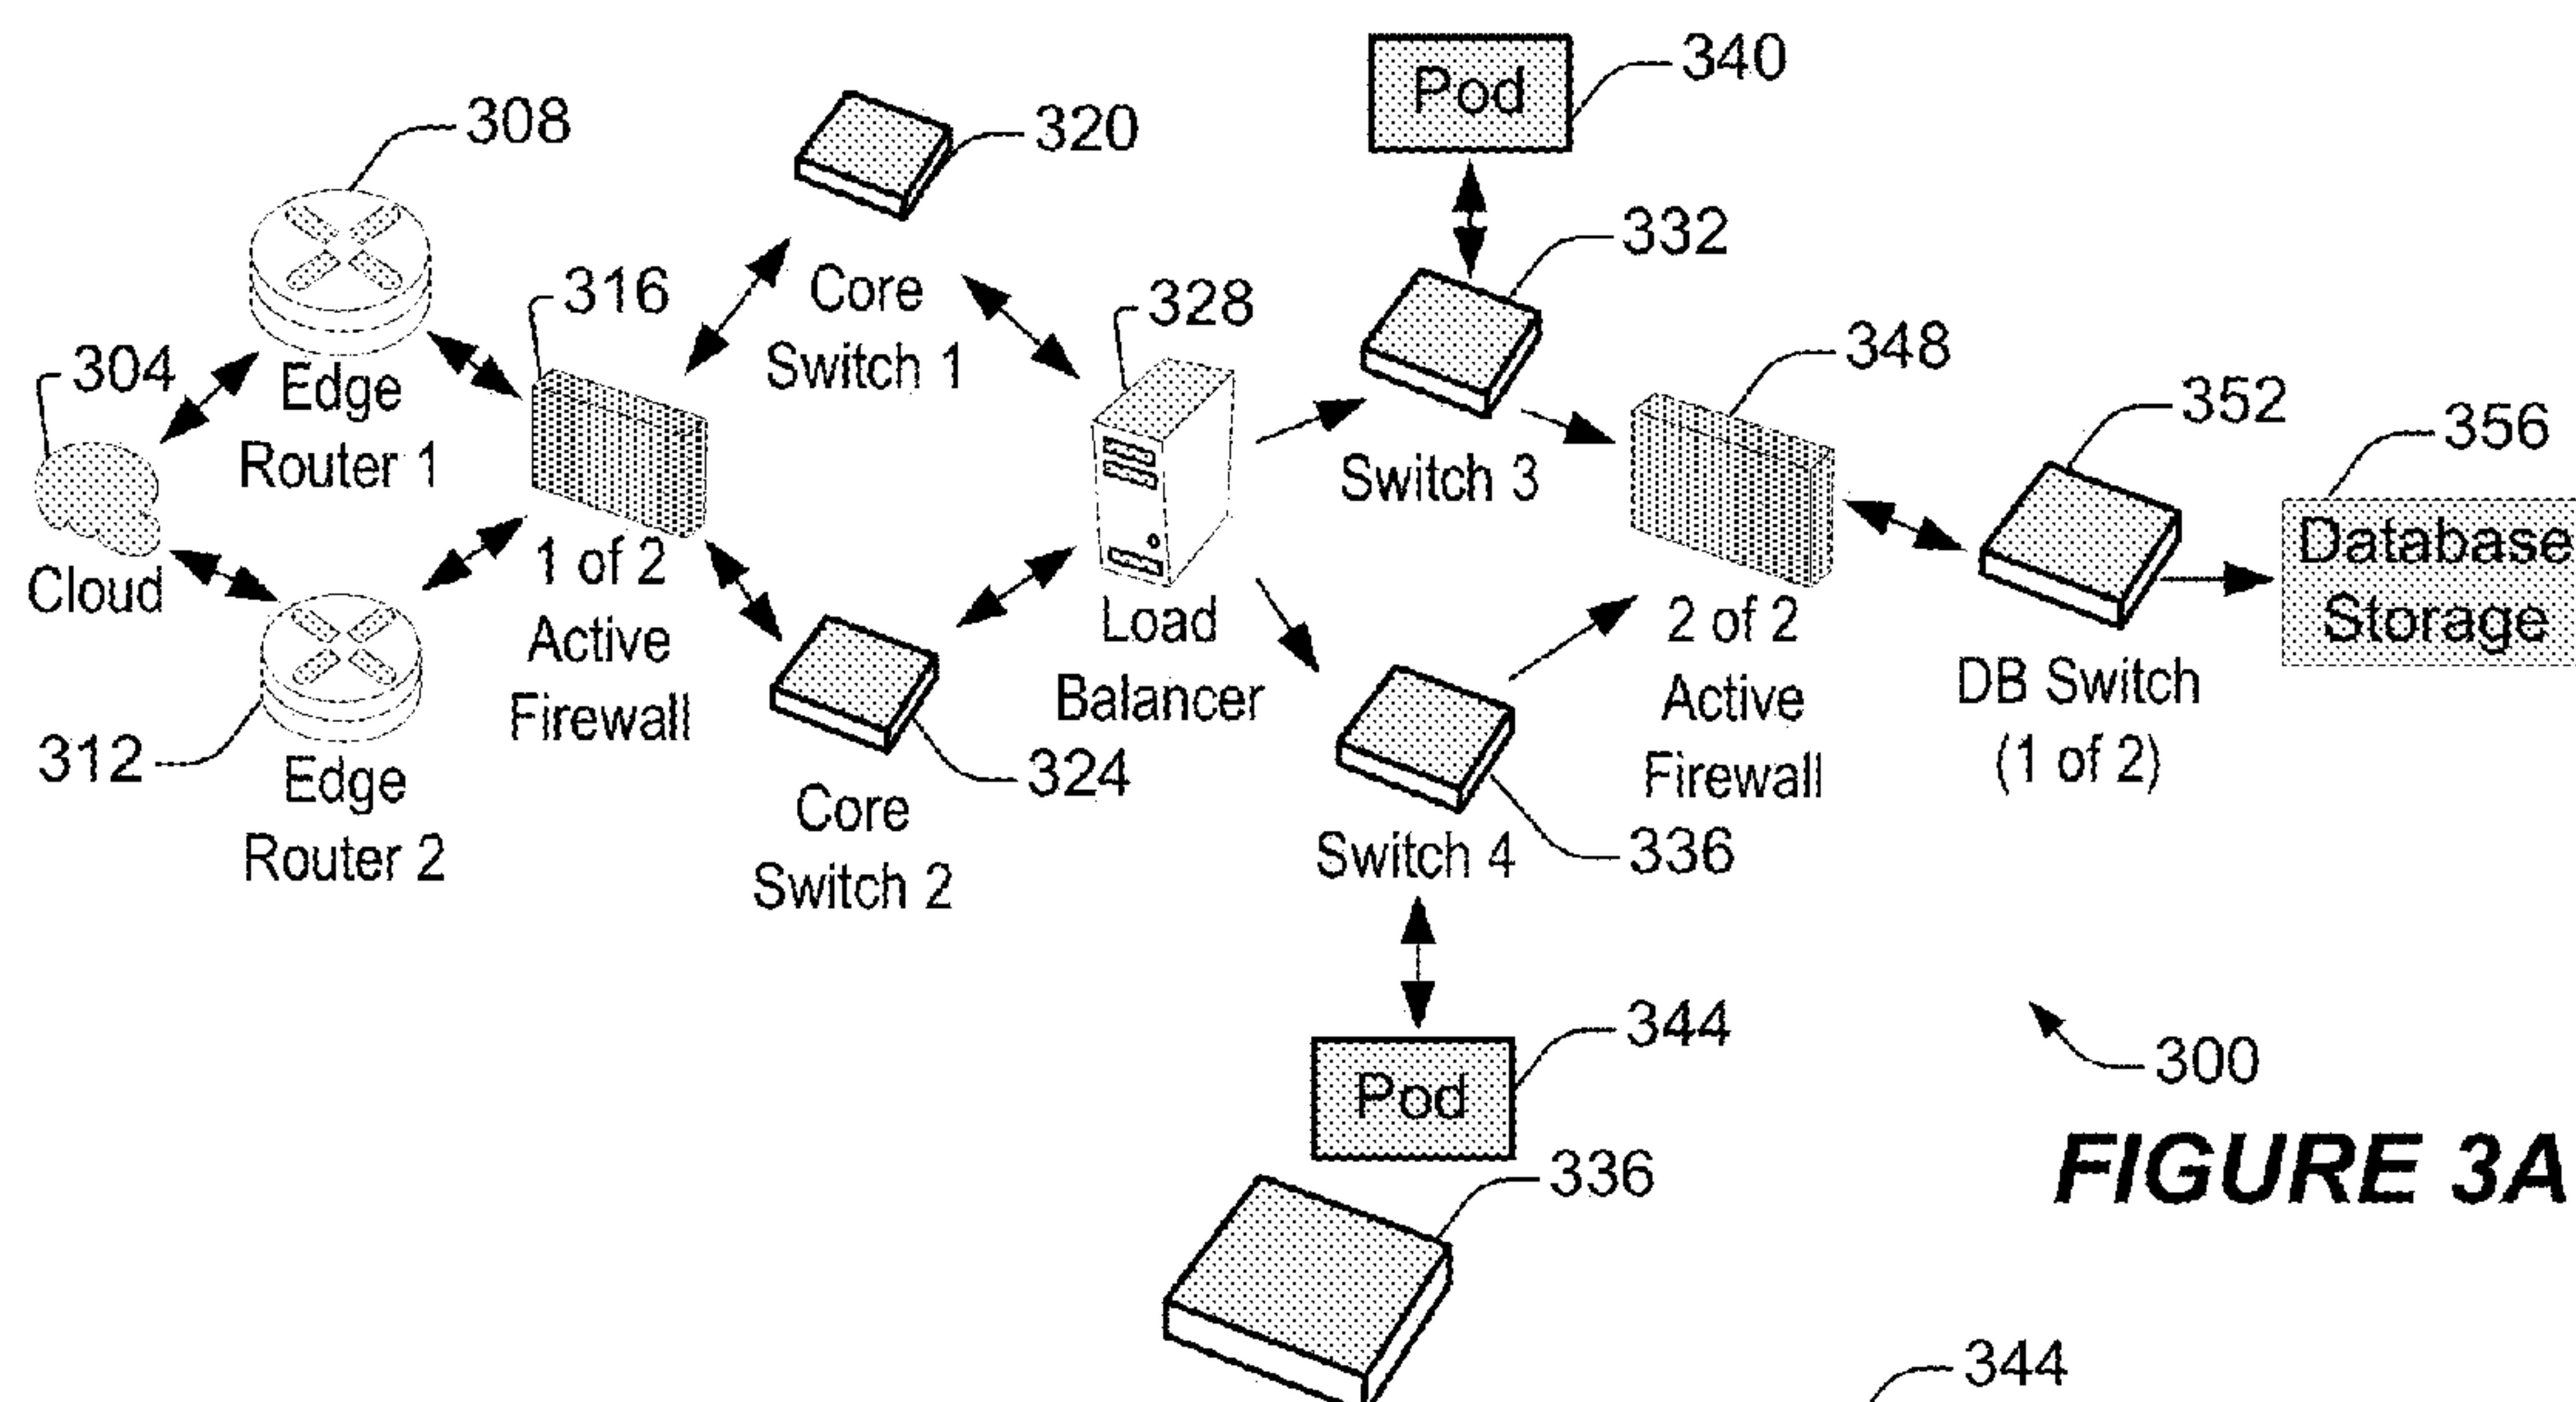 Pod
340
308
320
332
316
Core
Switch 1
328
348
304
Edge
Router 1
Switch 3
352
356
Cloud
1 of 2
Active
Firewall
Load
Balancer
2 of 2
Active
Firewall
Database
Storage
DB Switch
(1 of 2)
312
Edge
Router 2
324
Core
Switch 2
Switch 4
336
344
Pod
300
FIGURE 3A
336
344